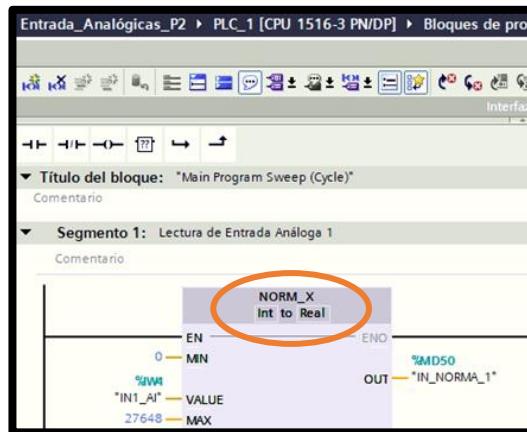 Entrada_Analógicas_P2 ▸ PLC_1 [CPU 1516-3 PN/DP] ▸ Bloques de pro
Interfaz
Título del bloque: "Main Program Sweep (Cycle)"
Comentario
Segmento 1: Lectura de Entrada Análoga 1
Comentario
NORM_X
Int to Real
EN ENO
0 MIN
%MD50
%IW4
OUT "IN_NORMA_1"
"IN1_AI" VALUE
27648 MAX